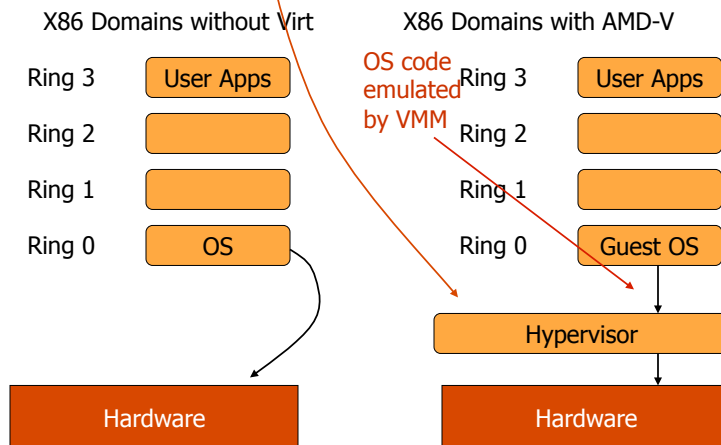 X86 Domains without Virt
Ring 3
User Apps
Ring 2
Ring 1
Ring 0
OS
Hardware
X86 Domains with AMD-V
OS code
emulated
by VMM
Ring 3
User Apps
Ring 2
Ring 1
Ring 0
Guest OS
Hypervisor
Hardware